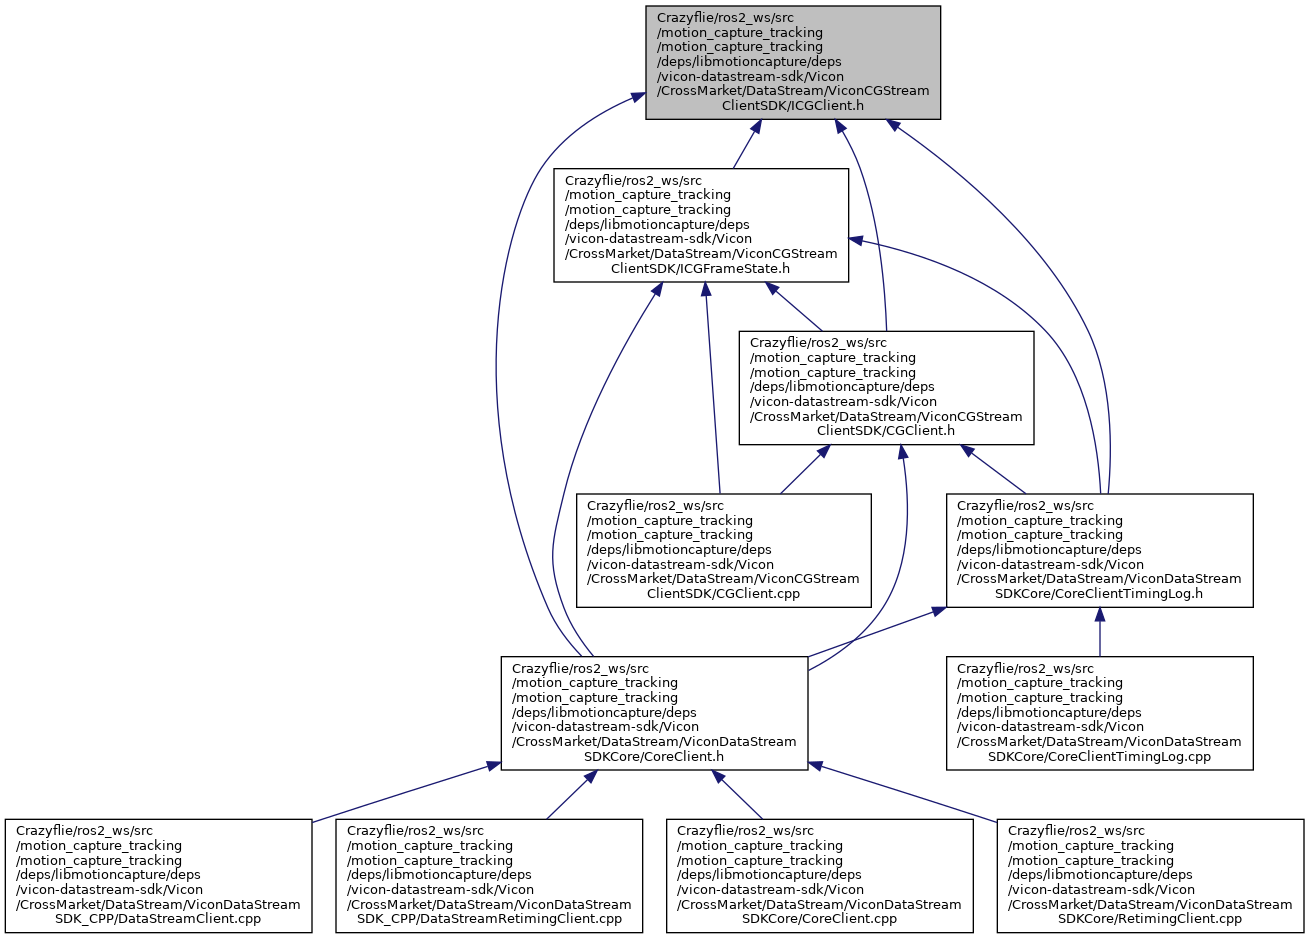 Crazyflie/ros2_ws/src
/motion_capture_tracking
/motion_capture_tracking
/deps/libmotioncapture/deps
/vicon-datastream-sdk/Vicon
/CrossMarket/DataStream/ViconCGStream
ClientSDK/ICGClient.h
Crazyflie/ros2_ws/src
/motion_capture_tracking
/motion_capture_tracking
/deps/libmotioncapture/deps
/vicon-datastream-sdk/Vicon
/CrossMarket/DataStream/ViconCGStream
ClientSDK/ICGFrameState.h
Crazyflie/ros2_ws/src
/motion_capture_tracking
/motion_capture_tracking
/deps/libmotioncapture/deps
/vicon-datastream-sdk/Vicon
/CrossMarket/DataStream/ViconCGStream
ClientSDK/CGClient.h
Crazyflie/ros2_ws/src
/motion_capture_tracking
/motion_capture_tracking
/deps/libmotioncapture/deps
/vicon-datastream-sdk/Vicon
/CrossMarket/DataStream/ViconCGStream
ClientSDK/CGClient.cpp
Crazyflie/ros2_ws/src
/motion_capture_tracking
/motion_capture_tracking
/deps/libmotioncapture/deps
/vicon-datastream-sdk/Vicon
/CrossMarket/DataStream/ViconDataStream
SDKCore/CoreClientTimingLog.h
Crazyflie/ros2_ws/src
/motion_capture_tracking
/motion_capture_tracking
/deps/libmotioncapture/deps
/vicon-datastream-sdk/Vicon
/CrossMarket/DataStream/ViconDataStream
SDKCore/CoreClient.h
Crazyflie/ros2_ws/src
/motion_capture_tracking
/motion_capture_tracking
/deps/libmotioncapture/deps
/vicon-datastream-sdk/Vicon
/CrossMarket/DataStream/ViconDataStream
SDKCore/CoreClientTimingLog.cpp
Crazyflie/ros2_ws/src
/motion_capture_tracking
/motion_capture_tracking
/deps/libmotioncapture/deps
/vicon-datastream-sdk/Vicon
/CrossMarket/DataStream/ViconDataStream
SDK_CPP/DataStreamClient.cpp
Crazyflie/ros2_ws/src
/motion_capture_tracking
/motion_capture_tracking
/deps/libmotioncapture/deps
/vicon-datastream-sdk/Vicon
/CrossMarket/DataStream/ViconDataStream
SDK_CPP/DataStreamRetimingClient.cpp
Crazyflie/ros2_ws/src
/motion_capture_tracking
/motion_capture_tracking
/deps/libmotioncapture/deps
/vicon-datastream-sdk/Vicon
/CrossMarket/DataStream/ViconDataStream
SDKCore/CoreClient.cpp
Crazyflie/ros2_ws/src
/motion_capture_tracking
/motion_capture_tracking
/deps/libmotioncapture/deps
/vicon-datastream-sdk/Vicon
/CrossMarket/DataStream/ViconDataStream
SDKCore/RetimingClient.cpp